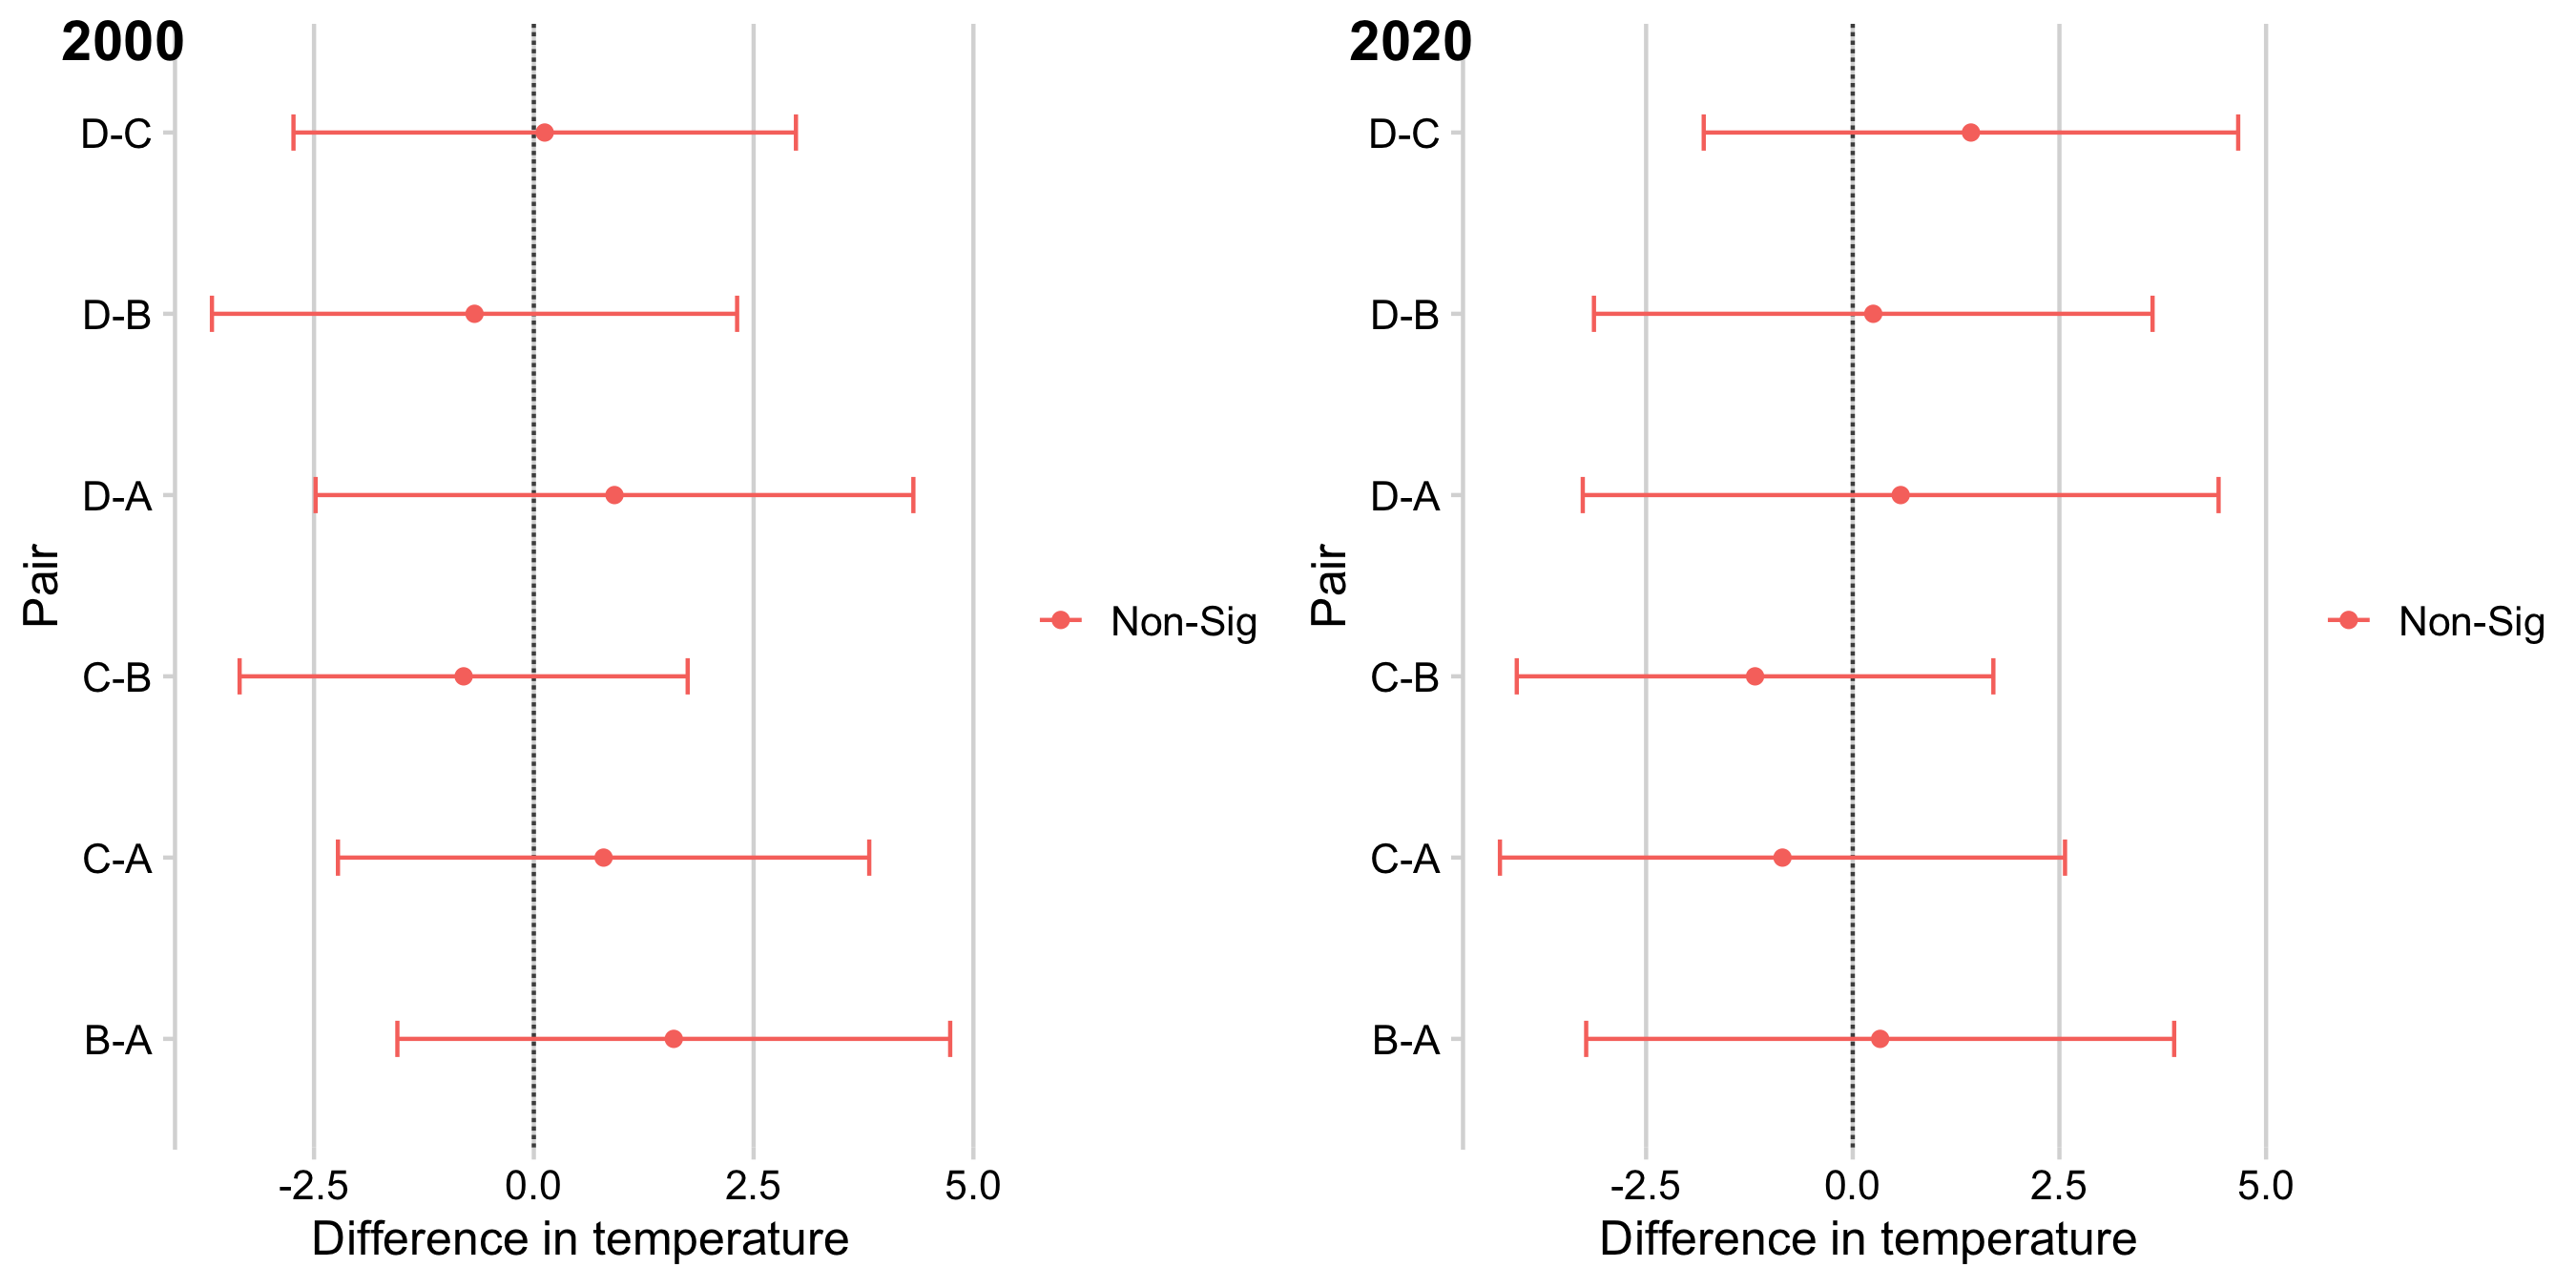 2000
D-C
D-B
D-A
C-B
C-A
B-A
Pair
-2.5 0.0 2.5 5.0
Difference in temperature
Non-Sig
2020
D-C
D-B
D-A
C-B
C-A
B-A
Pair
-2.5 0.0 2.5 5.0
Difference in temperature
Non-Sig